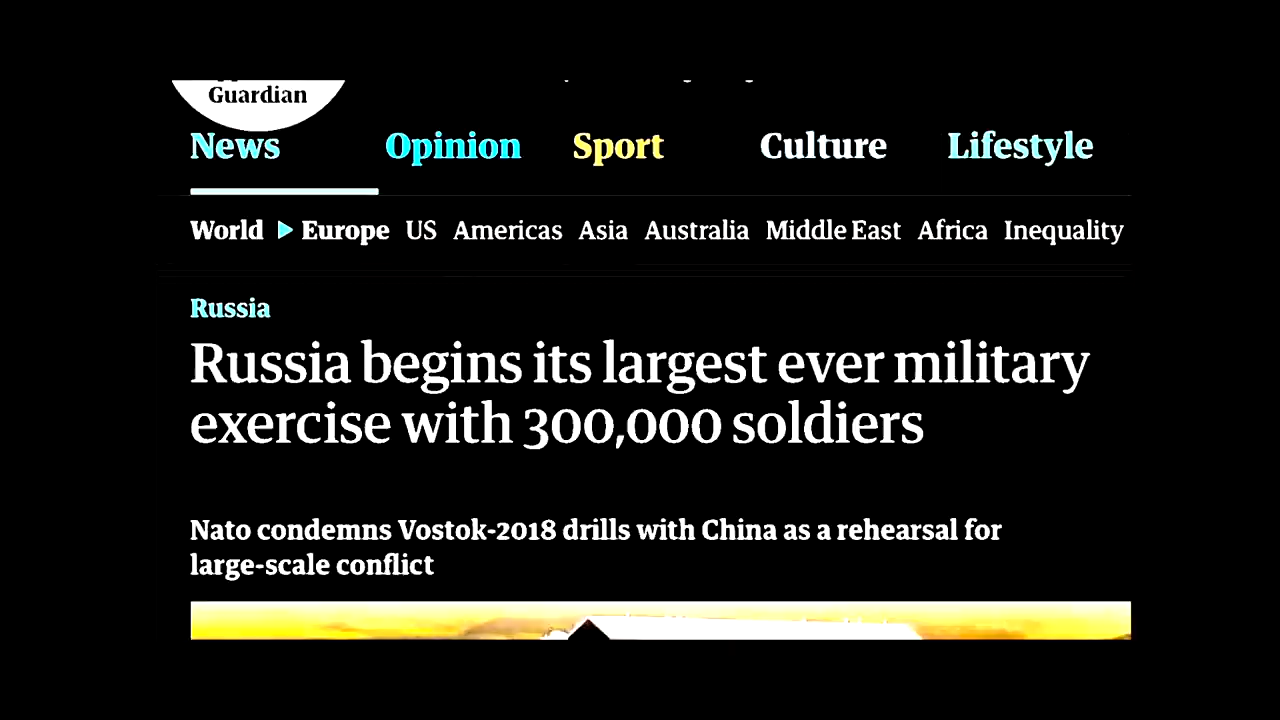 Guardian
News Opinion Sport Culture Lifestyle
World Europe US Americas Asia Australia Middle East Africa Inequality
Russia
Russia begins its largest ever military
exercise with 300,000 soldiers
Nato condemns Vostok-2018 drills with China as a rehearsal for
large-scale conflict